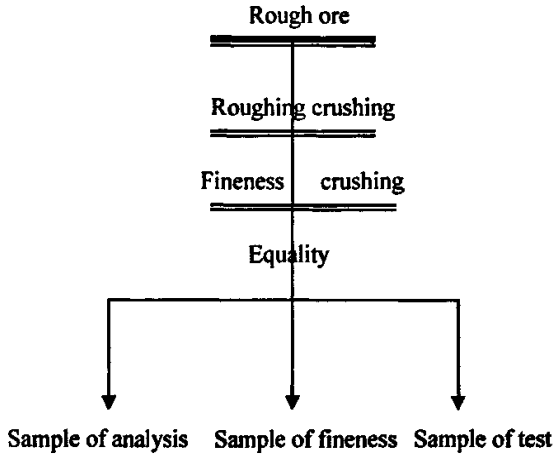 Rough ore
Roughing crushing
Fineness crushing
Equality
Sample of analysis Sample of fineness Sample of test